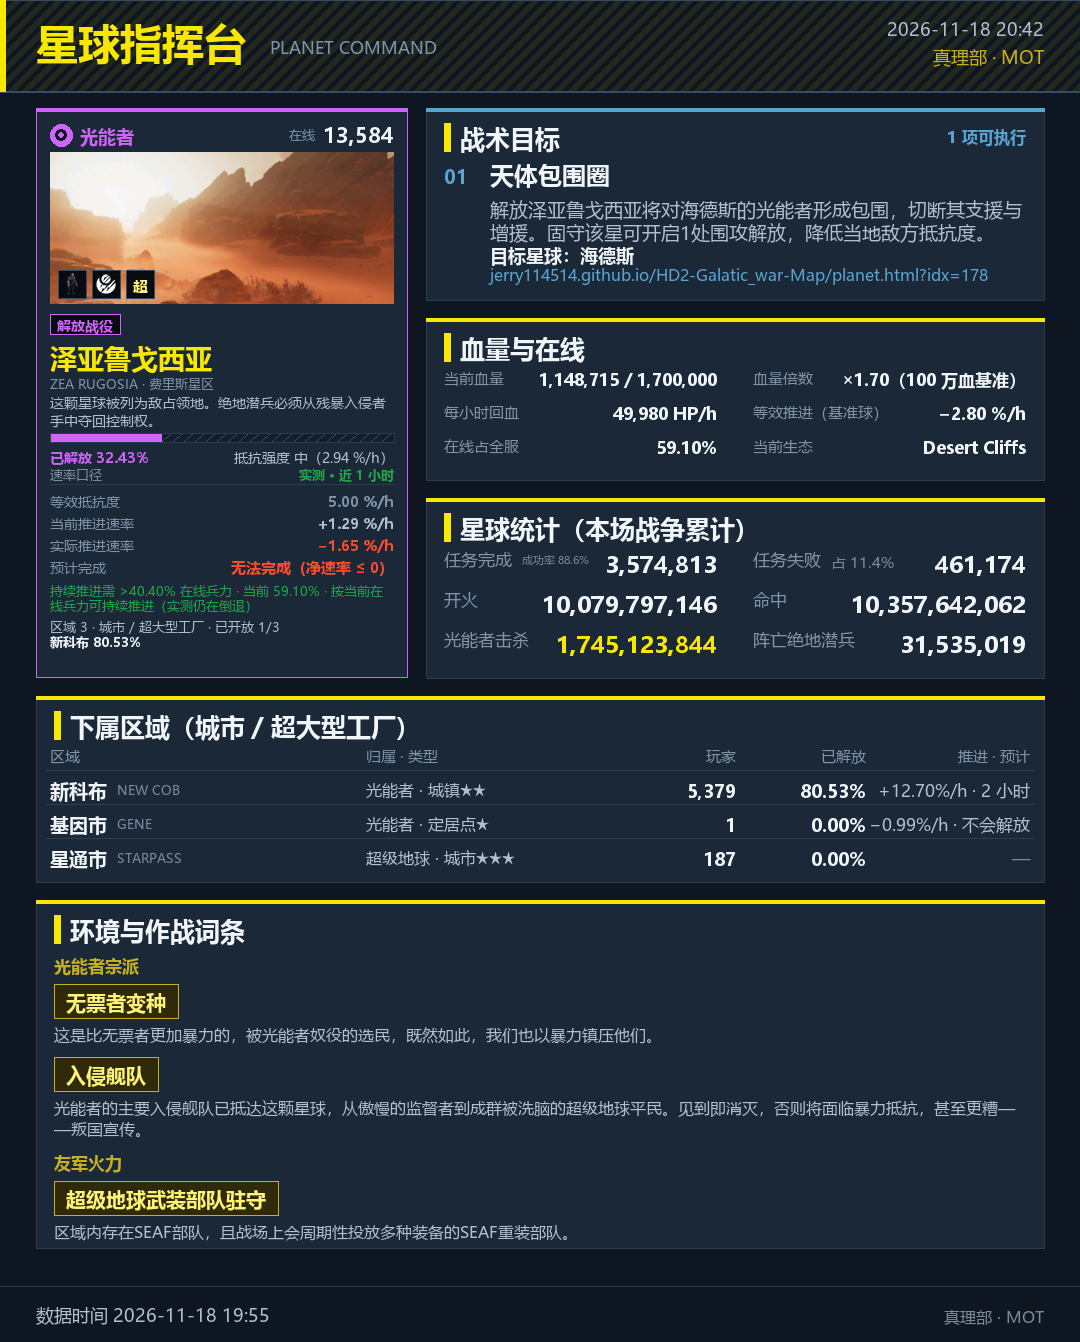 星球指挥台 PLANET COMMAND
2026-11-18 20:42
真理部 · MOT
光能者 在线 13,584
超
解放战役
泽亚鲁戈西亚
ZEA RUGOSIA · 费里斯星区
这颗星球被列为敌占领地。绝地潜兵必须从残暴入侵者
手中夺回控制权。
已解放 32.43% 抵抗强度 中（2.94 %/h）
速率口径 实测 • 近 1 小时
等效抵抗度 5.00 %/h
当前推进速率 +1.29 %/h
实际推进速率 −1.65 %/h
预计完成 无法完成（净速率 ≤ 0）
持续推进需 >40.40% 在线兵力 · 当前 59.10% · 按当前在
线兵力可持续推进（实测仍在倒退）
区域 3 · 城市 / 超大型工厂 · 已开放 1/3
新科布 80.53%
战术目标 1 项可执行
01 天体包围圈
解放泽亚鲁戈西亚将对海德斯的光能者形成包围，切断其支援与
增援。固守该星可开启1处围攻解放，降低当地敌方抵抗度。
目标星球：海德斯
jerry114514.github.io/HD2-Galatic_war-Map/planet.html?idx=178
血量与在线
当前血量 1,148,715 / 1,700,000 血量倍数 ×1.70（100 万血基准）
每小时回血 49,980 HP/h 等效推进（基准球） −2.80 %/h
在线占全服 59.10% 当前生态 Desert Cliffs
星球统计（本场战争累计）
任务完成 成功率 88.6% 3,574,813 任务失败 占 11.4% 461,174
开火 10,079,797,146 命中 10,357,642,062
光能者击杀 1,745,123,844 阵亡绝地潜兵 31,535,019
下属区域（城市 / 超大型工厂）
区域 归属 · 类型 玩家 已解放 推进 · 预计
新科布 NEW COB 光能者 · 城镇★★ 5,379 80.53% +12.70%/h · 2 小时
基因市 GENE 光能者 · 定居点★ 1 0.00% −0.99%/h · 不会解放
星通市 STARPASS 超级地球 · 城市★★★ 187 0.00% —
环境与作战词条
光能者宗派
无票者变种
这是比无票者更加暴力的，被光能者奴役的选民，既然如此，我们也以暴力镇压他们。
入侵舰队
光能者的主要入侵舰队已抵达这颗星球，从傲慢的监督者到成群被洗脑的超级地球平民。见到即消灭，否则将面临暴力抵抗，甚至更糟—
—叛国宣传。
友军火力
超级地球武装部队驻守
区域内存在SEAF部队，且战场上会周期性投放多种装备的SEAF重装部队。
数据时间 2026-11-18 19:55 真理部 · MOT